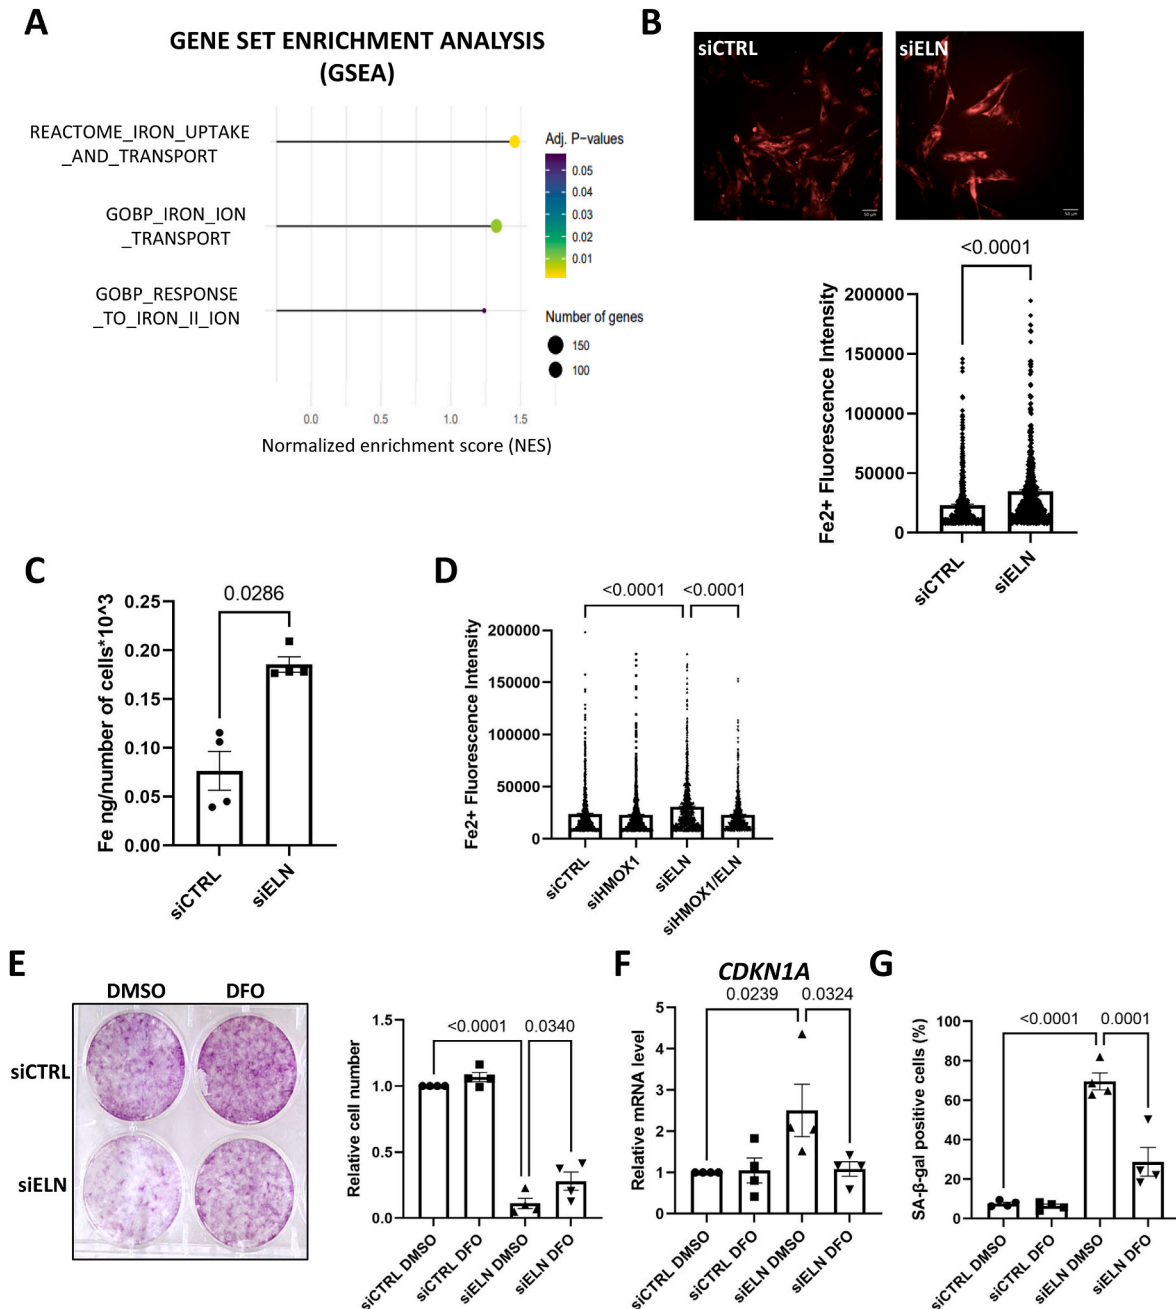 A
GENE SET ENRICHMENT ANALYSIS
(GSEA)
REACTOME_IRON_UPTAKE
_AND_TRANSPORT
GOBP_IRON_ION
_TRANSPORT
GOBP_RESPONSE
_TO_IRON_II_ION
0.0 0.5 1.0 1.5
Normalized enrichment score (NES)
Adj. P-values
0.05
0.04
0.03
0.02
0.01
Number of genes
150
100
B
siCTRL
siELN
50 µm
50 µm
<0.0001
Fe2+ Fluorescence Intensity
200000
150000
100000
50000
0
siCTRL
siELN
C
0.0286
Fe ng/number of cells*10^3
0.25
0.20
0.15
0.10
0.05
0.00
siCTRL
siELN
D
<0.0001 <0.0001
Fe2+ Fluorescence Intensity
200000
150000
100000
50000
0
siCTRL
siHMOX1
siELN
siHMOX1/ELN
E
DMSO DFO
siCTRL
siELN
<0.0001 0.0340
Relative cell number
1.5
1.0
0.5
0.0
siCTRL DMSO
siCTRL DFO
siELN DMSO
siELN DFO
F
CDKN1A
0.0239 0.0324
Relative mRNA level
5
4
3
2
1
0
siCTRL DMSO
siCTRL DFO
siELN DMSO
siELN DFO
G
<0.0001 0.0001
SA-β-gal positive cells (%)
100
80
60
40
20
0
siCTRL DMSO
siCTRL DFO
siELN DMSO
siELN DFO